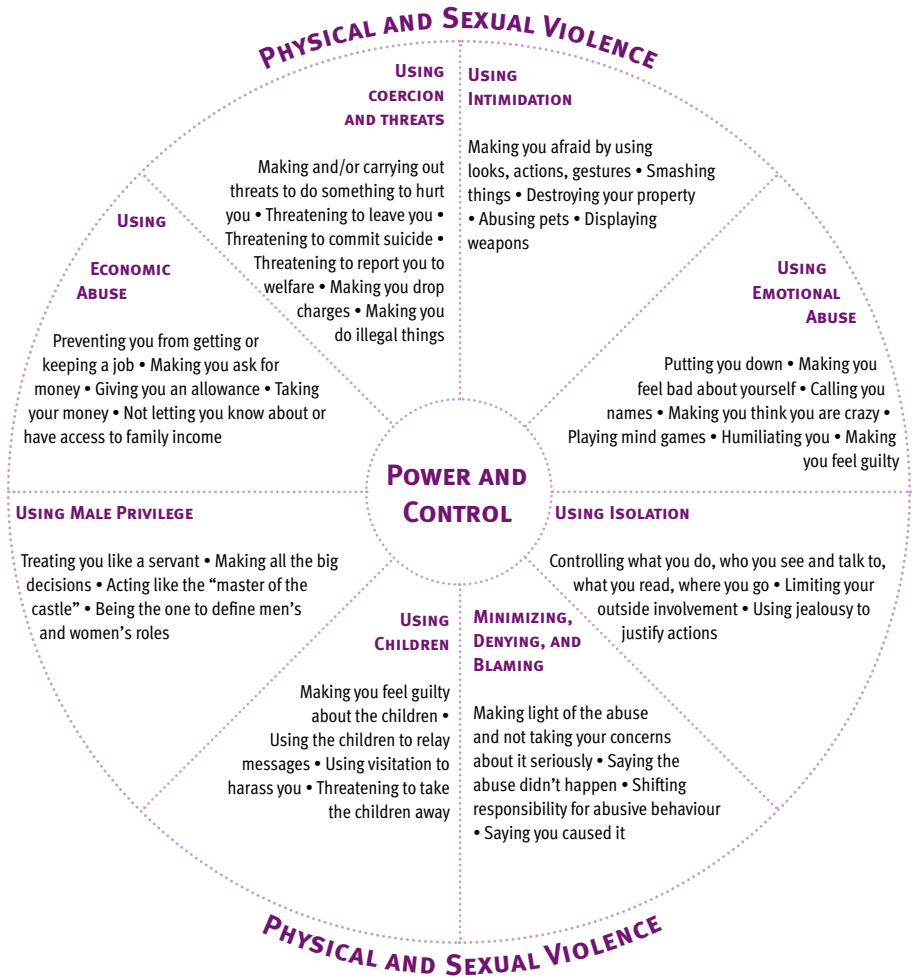 Physical and Sexual Violence
Using
coercion
and threats
Making and/or carrying out
threats to do something to hurt
you • Threatening to leave you •
Threatening to commit suicide •
Threatening to report you to
welfare • Making you drop
charges • Making you
do illegal things
Using
Intimidation
Making you afraid by using
looks, actions, gestures • Smashing
things • Destroying your property
• Abusing pets • Displaying
weapons
Using
Emotional
Abuse
Putting you down • Making you
feel bad about yourself • Calling you
names • Making you think you are crazy •
Playing mind games • Humiliating you • Making
you feel guilty
Using
Economic
Abuse
Preventing you from getting or
keeping a job • Making you ask for
money • Giving you an allowance • Taking
your money • Not letting you know about or
have access to family income
Power and
Control
Using Male Privilege
Treating you like a servant • Making all the big
decisions • Acting like the “master of the
castle” • Being the one to define men’s
and women’s roles
Using Isolation
Controlling what you do, who you see and talk to,
what you read, where you go • Limiting your
outside involvement • Using jealousy to
justify actions
Using
Children
Making you feel guilty
about the children •
Using the children to relay
messages • Using visitation to
harass you • Threatening to take
the children away
Minimizing,
Denying, and
Blaming
Making light of the abuse
and not taking your concerns
about it seriously • Saying the
abuse didn’t happen • Shifting
responsibility for abusive behaviour
• Saying you caused it
Physical and Sexual Violence